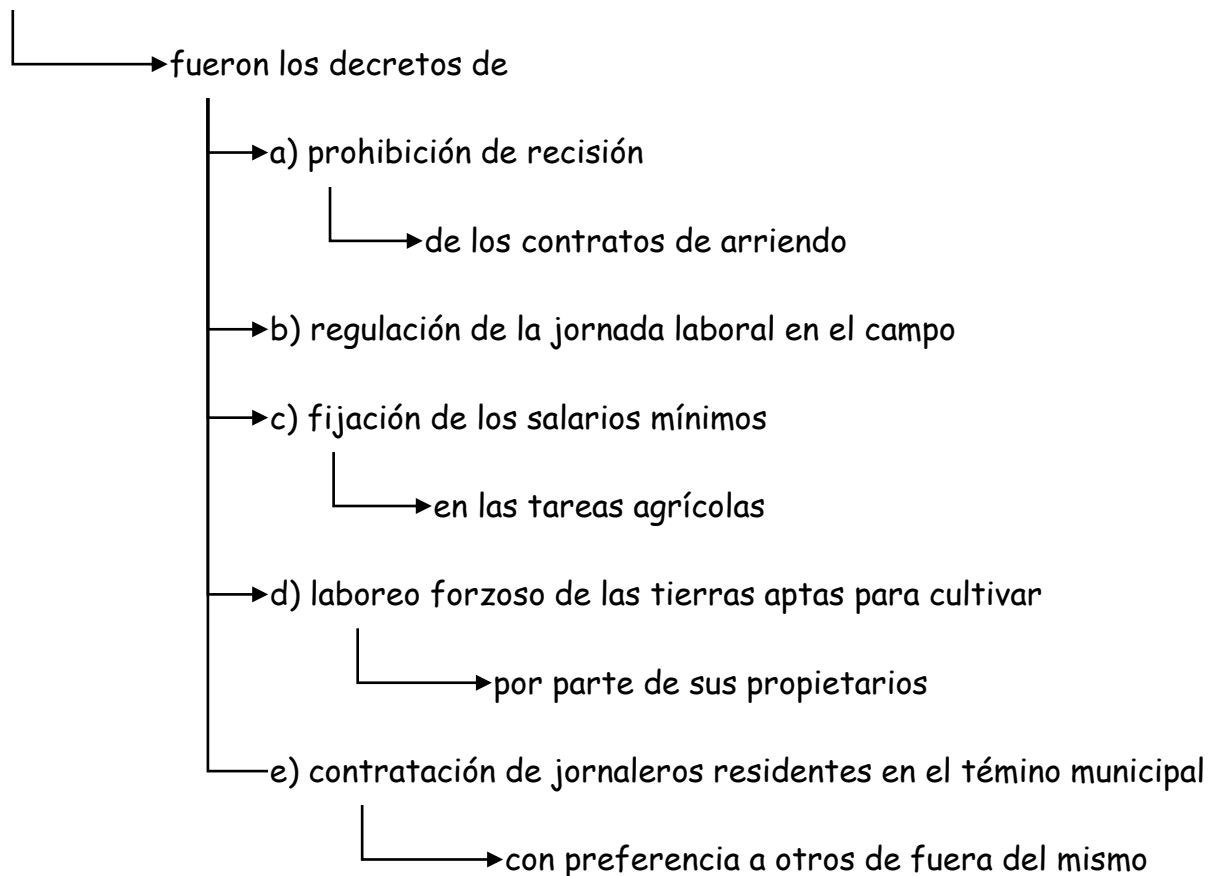 fueron los decretos de
a) prohibición de recisión
de los contratos de arriendo
b) regulación de la jornada laboral en el campo
c) fijación de los salarios mínimos
en las tareas agrícolas
d) laboreo forzoso de las tierras aptas para cultivar
por parte de sus propietarios
e) contratación de jornaleros residentes en el témino municipal
con preferencia a otros de fuera del mismo